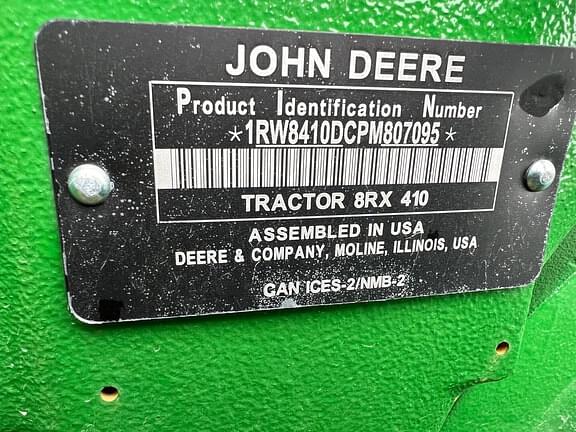 JOHN DEERE
Product Identification Number
*1RW8410DCPM807095*
TRACTOR 8RX 410
ASSEMBLED IN USA
DEERE & COMPANY, MOLINE, ILLINOIS, USA
CAN ICES-2/NMB-2